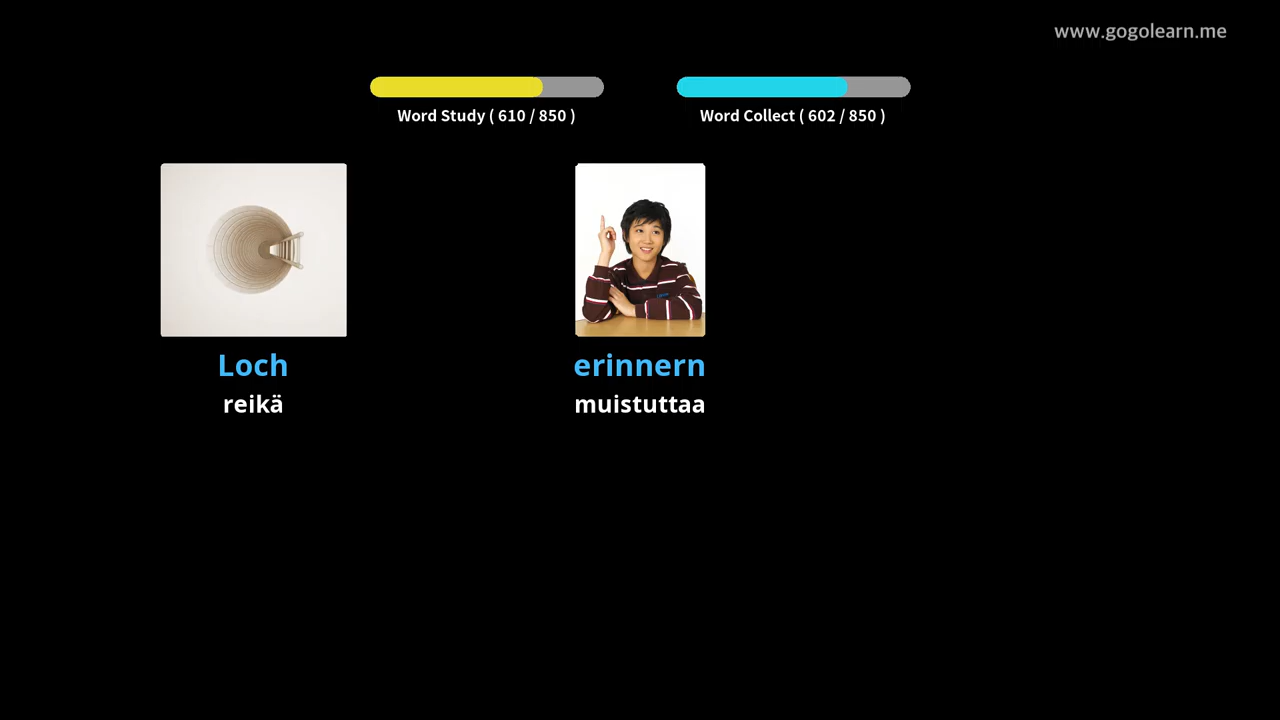 www.gogolearn.me
Word Study ( 610 / 850 )
Word Collect ( 602 / 850 )
Loch
reikä
erinnern
muistuttaa